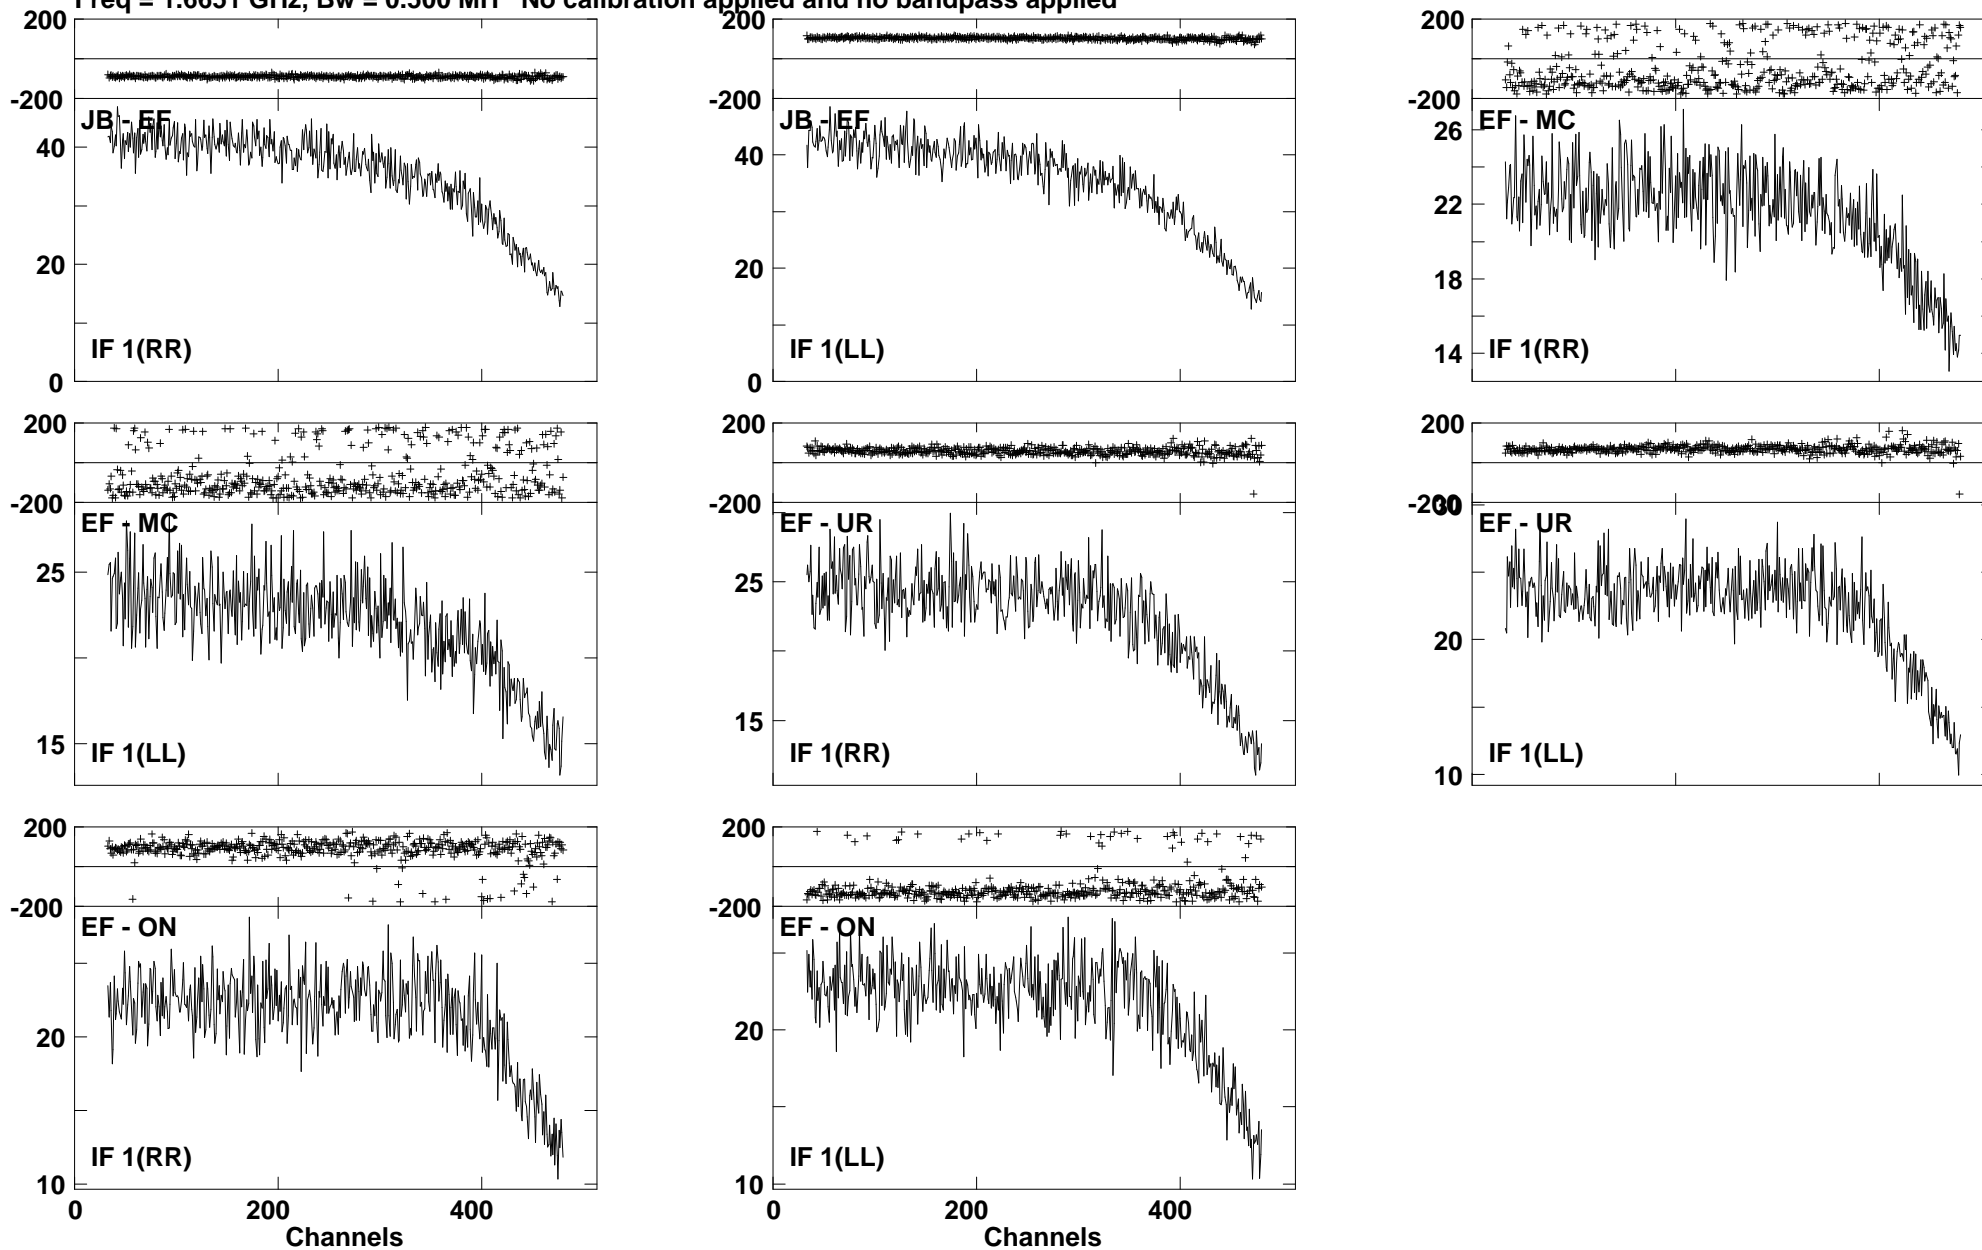 Freq = 1.6651 GHz, Bw = 0.500 MH No calibration applied and no bandpass applied
200
-200
JB - EF
40
20
0
IF 1(RR)
200
-200
JB - EF
40
20
0
IF 1(LL)
200
-200
EF - MC
26
22
18
14
IF 1(RR)
200
-200
EF - MC
25
15
IF 1(LL)
200
-200
EF - UR
25
15
IF 1(RR)
200
-200
30
EF - UR
20
10
IF 1(LL)
200
-200
EF - ON
20
10
IF 1(RR)
0 200 400
Channels
200
-200
EF - ON
20
10
IF 1(LL)
0 200 400
Channels